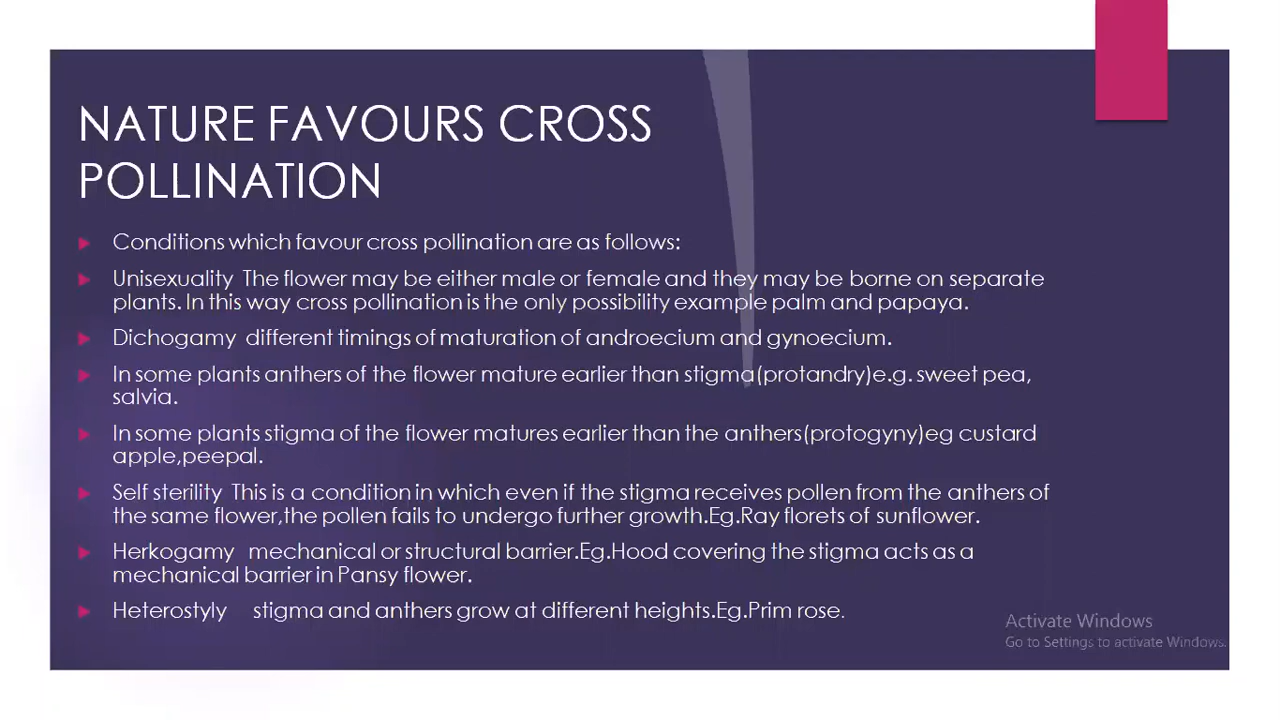 NATURE FAVOURS CROSS
POLLINATION
Conditions which favour cross pollination are as follows:
Unisexuality The flower may be either male or female and they may be borne on separate
plants. In this way cross pollination is the only possibility example palm and papaya.
Dichogamy different timings of maturation of androecium and gynoecium.
In some plants anthers of the flower mature earlier than stigma(protandry)e.g. sweet pea,
salvia.
In some plants stigma of the flower matures earlier than the anthers(protogyny)eg custard
apple,peepal.
Self sterility This is a condition in which even if the stigma receives pollen from the anthers of
the same flower,the pollen fails to undergo further growth.Eg.Ray florets of sunflower.
Herkogamy mechanical or structural barrier.Eg.Hood covering the stigma acts as a
mechanical barrier in Pansy flower.
Heterostyly stigma and anthers grow at different heights.Eg.Prim rose.
Activate Windows
Go to Settings to activate Windows.